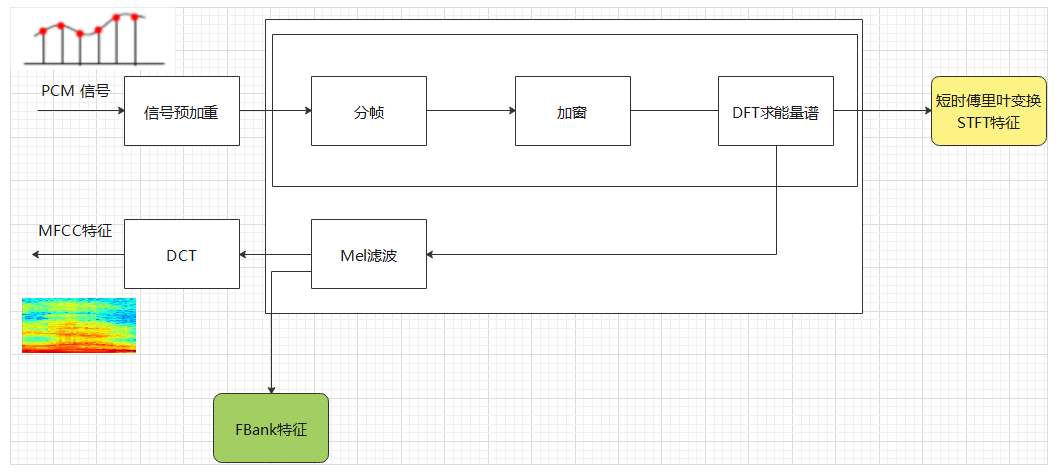 PCM 信号
信号预加重
分帧
加窗
DFT求能量谱
短时傅里叶变换
STFT特征
MFCC特征
DCT
Mel滤波
FBank特征